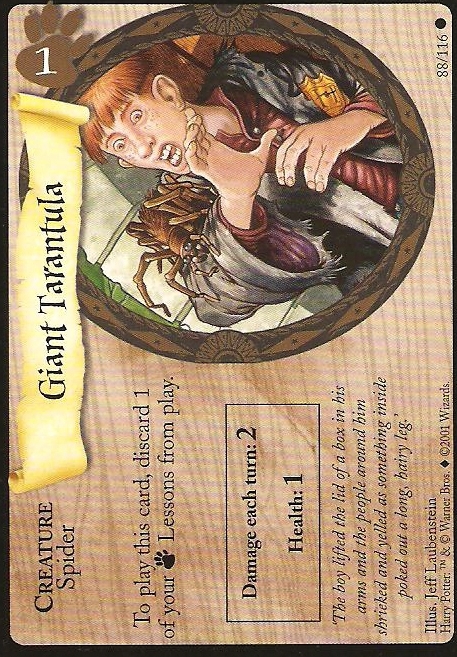 1
Giant Tarantula
CREATURE
Spider
To play this card, discard 1
of your Lessons from play.
Damage each turn: 2
Health: 1
The boy lifted the lid of a box in his
arms and the people around him
shrieked and yelled as something inside
poked out a long, hairy leg.'
Illus. Jeff Laubenstein
Harry Potter, ™ & © Warner Bros. ◆ ©2001 Wizards.
88/116 ●